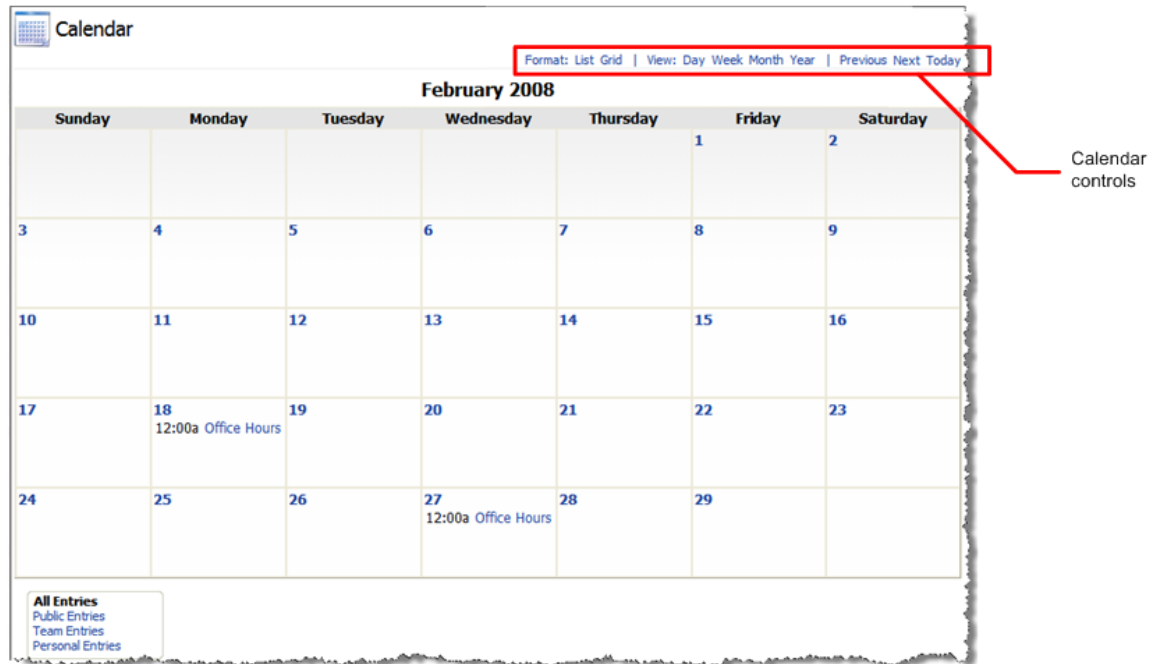 Calendar
Format: List Grid | View: Day Week Month Year | Previous Next Today
February 2008
Sunday Monday Tuesday Wednesday Thursday Friday Saturday
1 2
3 4 5 6 7 8 9
10 11 12 13 14 15 16
17 18 19 20 21 22 23
12:00a Office Hours
24 25 26 27 28 29
12:00a Office Hours
All Entries
Public Entries
Team Entries
Personal Entries
Calendar
controls